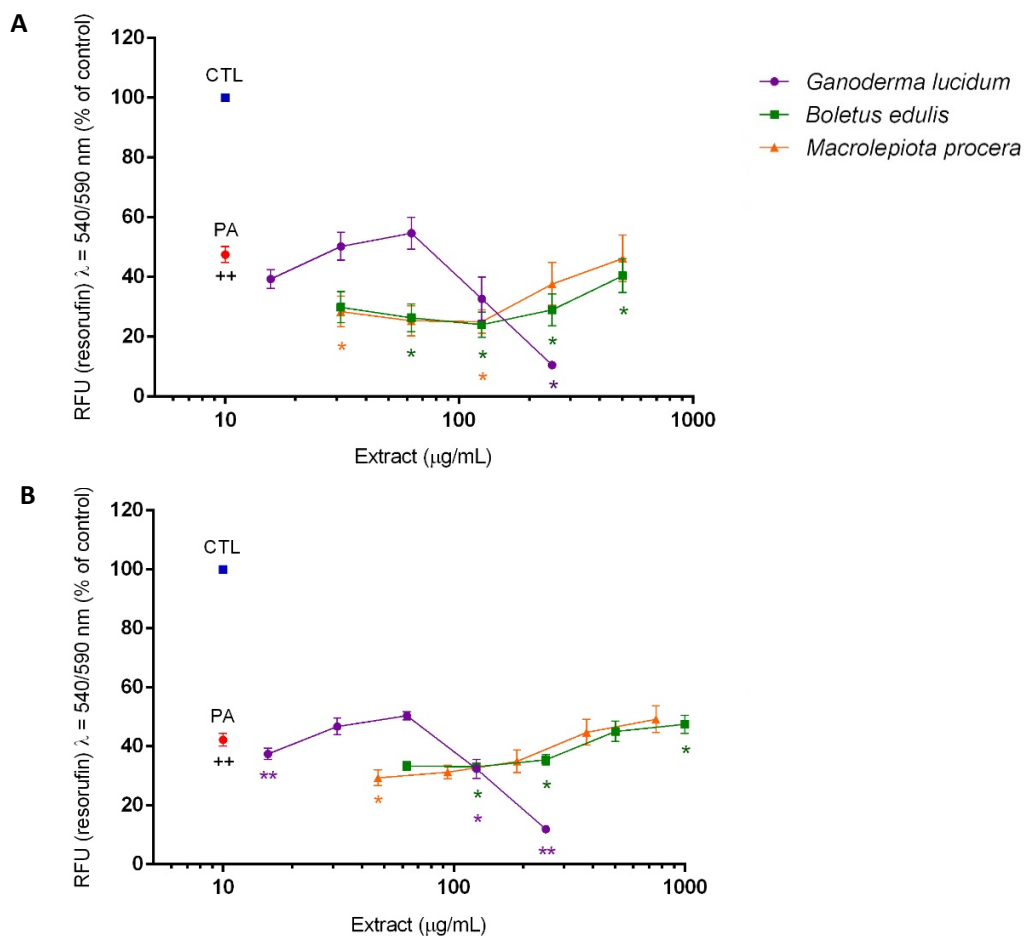 A
RFU (resorufin) λ = 540/590 nm (% of control)
120
100
80
60
40
20
0
CTL
PA
++
*
*
*
*
*
*
*
10
100
1000
Extract (μg/mL)
Ganoderma lucidum
Boletus edulis
Macrolepiota procera
B
RFU (resorufin) λ = 540/590 nm (% of control)
120
100
80
60
40
20
0
CTL
PA
++
**
*
*
*
*
**
*
10
100
1000
Extract (μg/mL)